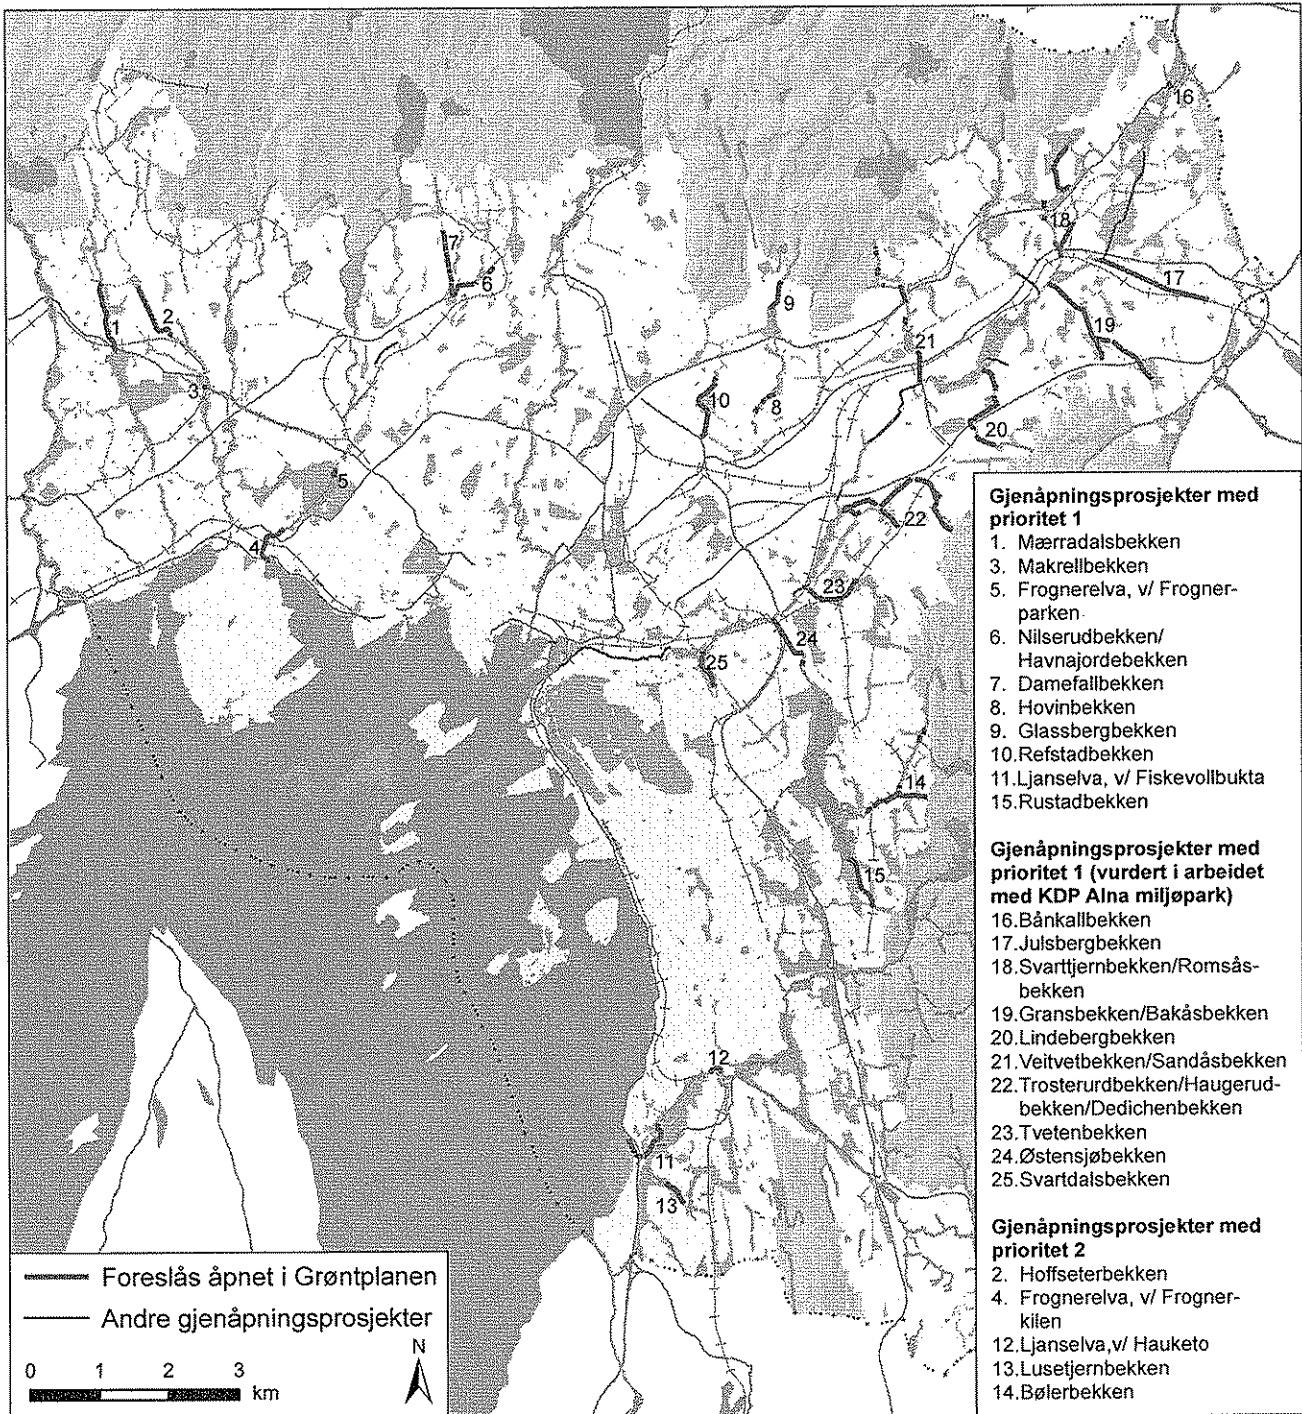 16
18
7
6
17
9
1
2
19
21
3
10
8
20
5
22
4
23
24
25
14
15
12
11
13
Gjenåpningsprosjekter med
prioritet 1
1. Mærradalsbekken
3. Makrellbekken
5. Frognerelva, v/ Frogner-
parken
6. Nilserudbekken/
Havnajordebekken
7. Damefallbekken
8. Hovinbekken
9. Glassbergbekken
10.Refstadbekken
11.Ljanselva, v/ Fiskevollbukta
15.Rustadbekken
Gjenåpningsprosjekter med
prioritet 1 (vurdert i arbeidet
med KDP Alna miljøpark)
16.Bånkallbekken
17.Julsbergbekken
18.Svarttjernbekken/Romsås-
bekken
19.Gransbekken/Bakåsbekken
20.Lindebergbekken
21.Veitvetbekken/Sandåsbekken
22.Trosterurdbekken/Haugerud-
bekken/Dedichenbekken
23.Tvetenbekken
24.Østensjøbekken
25.Svartdalsbekken
Gjenåpningsprosjekter med
prioritet 2
2. Hoffseterbekken
4. Frognerelva, v/ Frogner-
kilen
12.Ljanselva,v/ Hauketo
13.Lusetjernbekken
14.Bølerbekken
Foreslås åpnet i Grøntplanen
Andre gjenåpningsprosjekter
N
0 1 2 3
km